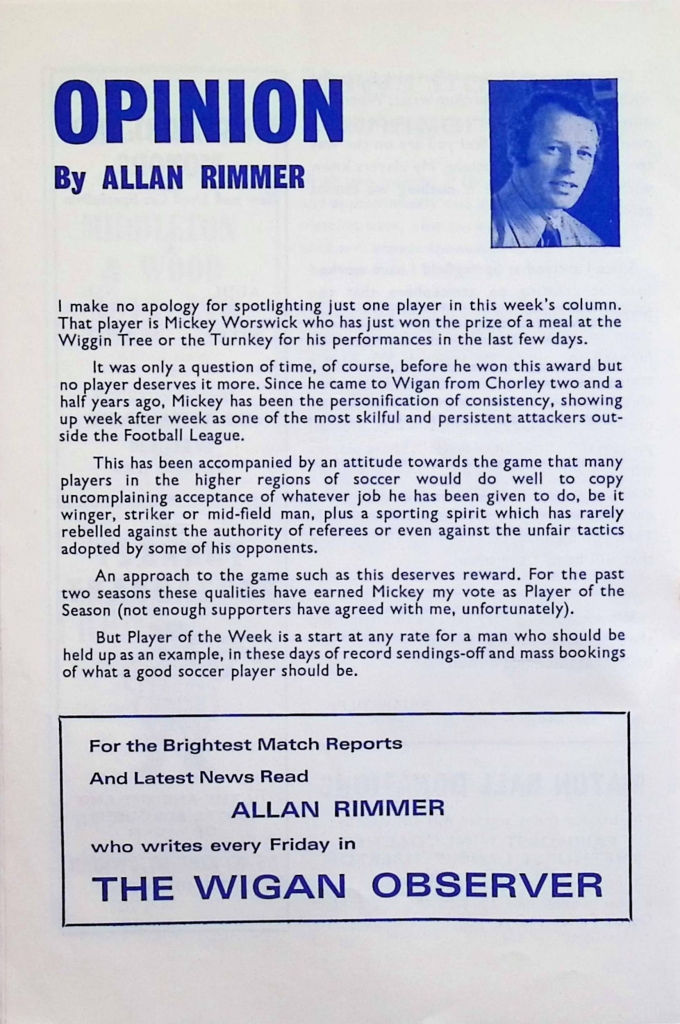 OPINION
By ALLAN RIMMER
I make no apology for spotlighting just one player in this week's column.
That player is Mickey Worswick who has just won the prize of a meal at the
Wiggin Tree or the Turnkey for his performances in the last few days.
It was only a question of time, of course, before he won this award but
no player deserves it more. Since he came to Wigan from Chorley two and a
half years ago, Mickey has been the personification of consistency, showing
up week after week as one of the most skilful and persistent attackers out-
side the Football League.
This has been accompanied by an attitude towards the game that many
players in the higher regions of soccer would do well to copy
uncomplaining acceptance of whatever job he has been given to do, be it
winger, striker or mid-field man, plus a sporting spirit which has rarely
rebelled against the authority of referees or even against the unfair tactics
adopted by some of his opponents.
An approach to the game such as this deserves reward. For the past
two seasons these qualities have earned Mickey my vote as Player of the
Season (not enough supporters have agreed with me, unfortunately).
But Player of the Week is a start at any rate for a man who should be
held up as an example, in these days of record sendings-off and mass bookings
of what a good soccer player should be.
For the Brightest Match Reports
And Latest News Read
ALLAN RIMMER
who writes every Friday in
THE WIGAN OBSERVER